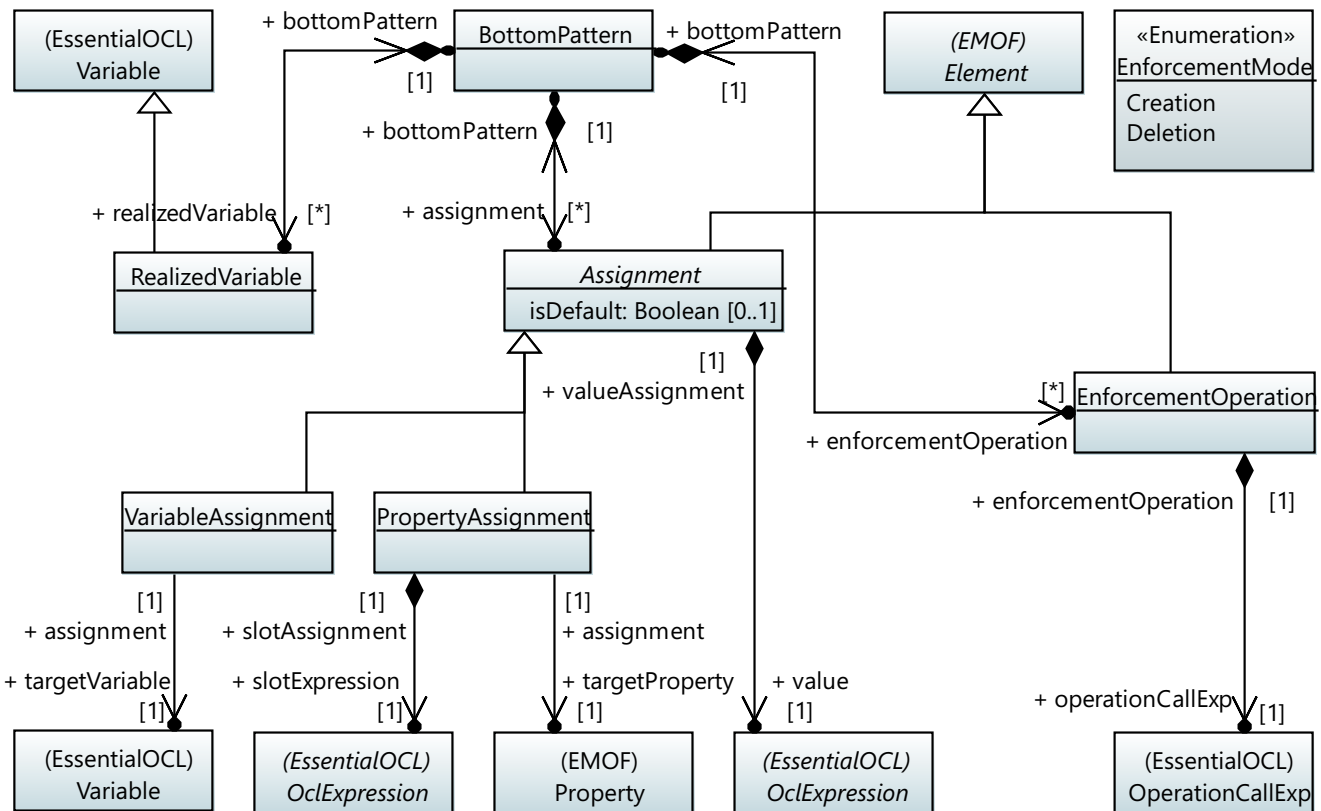 + bottomPattern
(EssentialOCL)
Variable
BottomPattern
+ bottomPattern
(EMOF)
Element
«Enumeration»
EnforcementMode
Creation
Deletion
[1]
[1]
+ bottomPattern
[1]
+ realizedVariable
[*]
+ assignment
[*]
RealizedVariable
Assignment
isDefault: Boolean [0..1]
[1]
+ valueAssignment
[*]
EnforcementOperation
+ enforcementOperation
+ enforcementOperation
[1]
VariableAssignment
PropertyAssignment
[1]
+ assignment
[1]
+ slotAssignment
[1]
+ assignment
+ targetVariable
[1]
+ slotExpression
[1]
+ targetProperty
[1]
+ value
[1]
+ operationCallExp
[1]
(EssentialOCL)
Variable
(EssentialOCL)
OclExpression
(EMOF)
Property
(EssentialOCL)
OclExpression
(EssentialOCL)
OperationCallExp